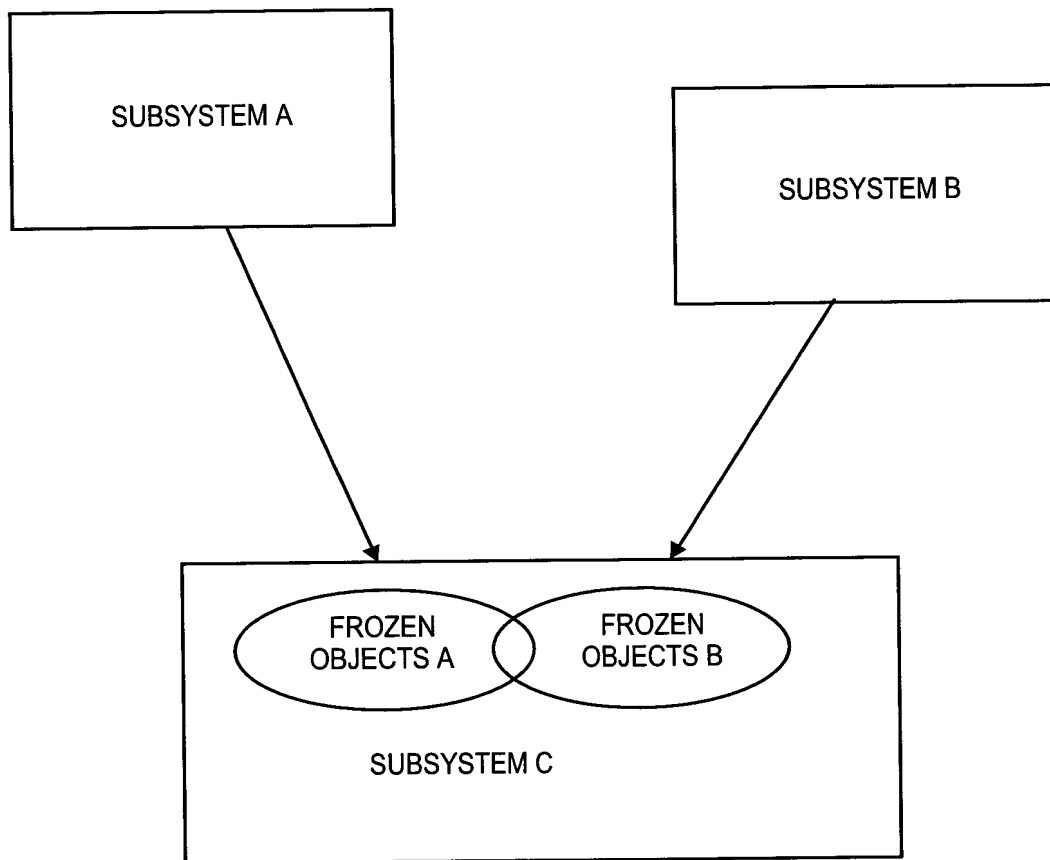 SUBSYSTEM A
SUBSYSTEM B
FROZEN
OBJECTS A
FROZEN
OBJECTS B
SUBSYSTEM C